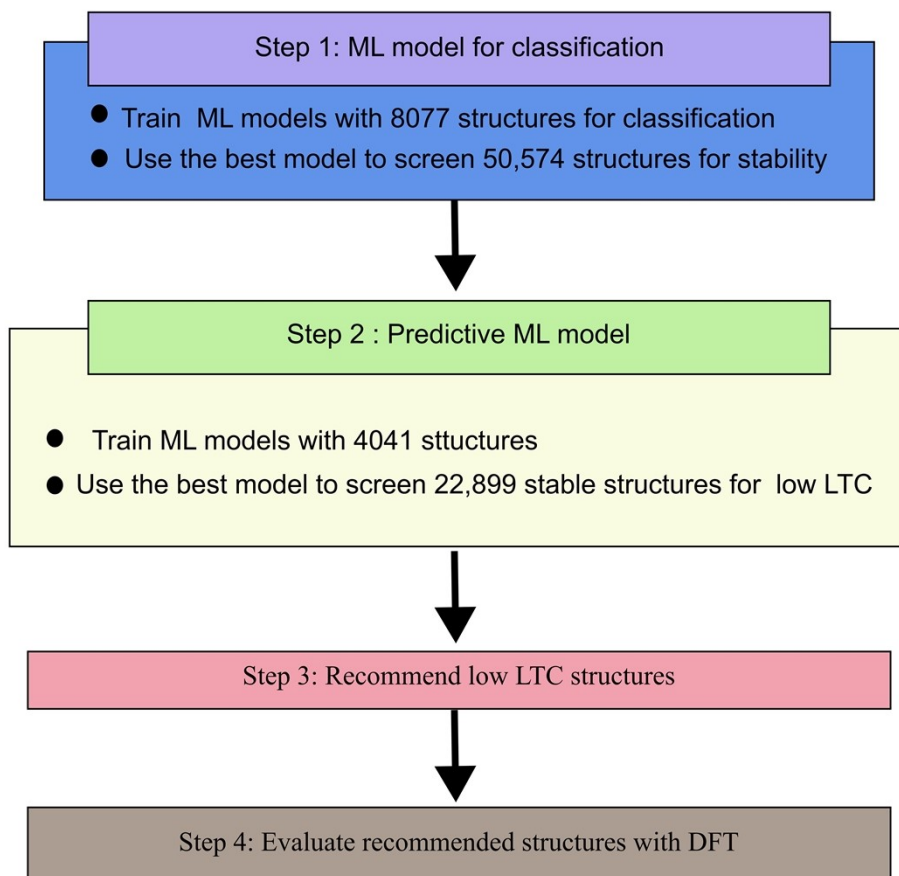 Step 1: ML model for classification
● Train ML models with 8077 structures for classification
● Use the best model to screen 50,574 structures for stability
Step 2 : Predictive ML model
● Train ML models with 4041 sttuctures
● Use the best model to screen 22,899 stable structures for low LTC
Step 3: Recommend low LTC structures
Step 4: Evaluate recommended structures with DFT